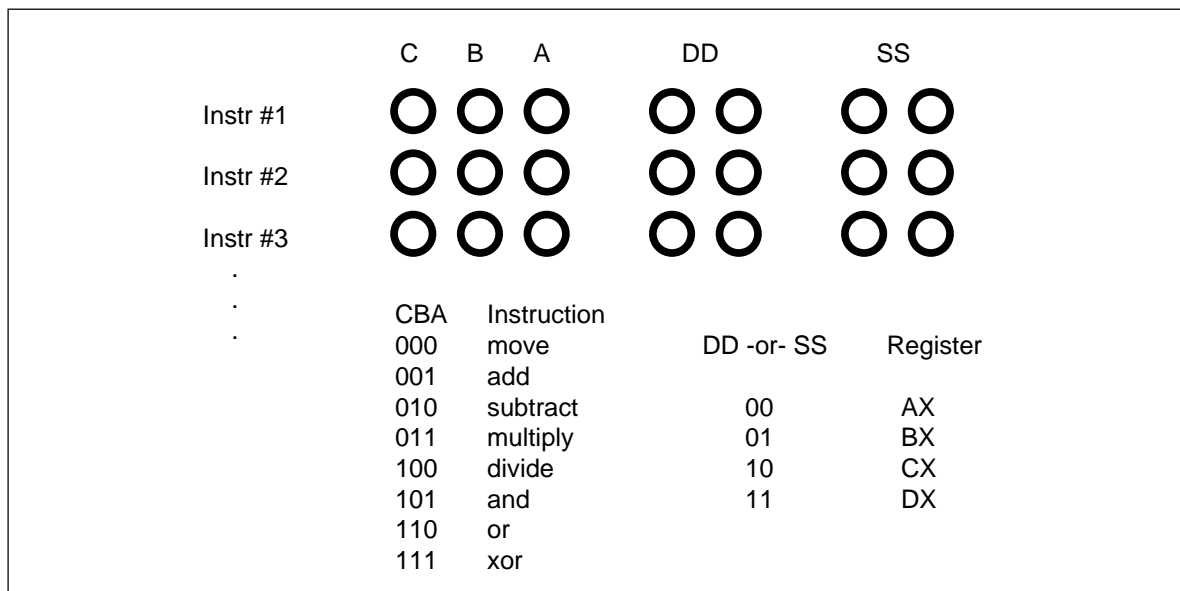 C B A DD SS
Instr #1
Instr #2
Instr #3
.
.
.
CBA Instruction
000 move DD -or- SS Register
001 add
010 subtract 00 AX
011 multiply 01 BX
100 divide 10 CX
101 and 11 DX
110 or
111 xor